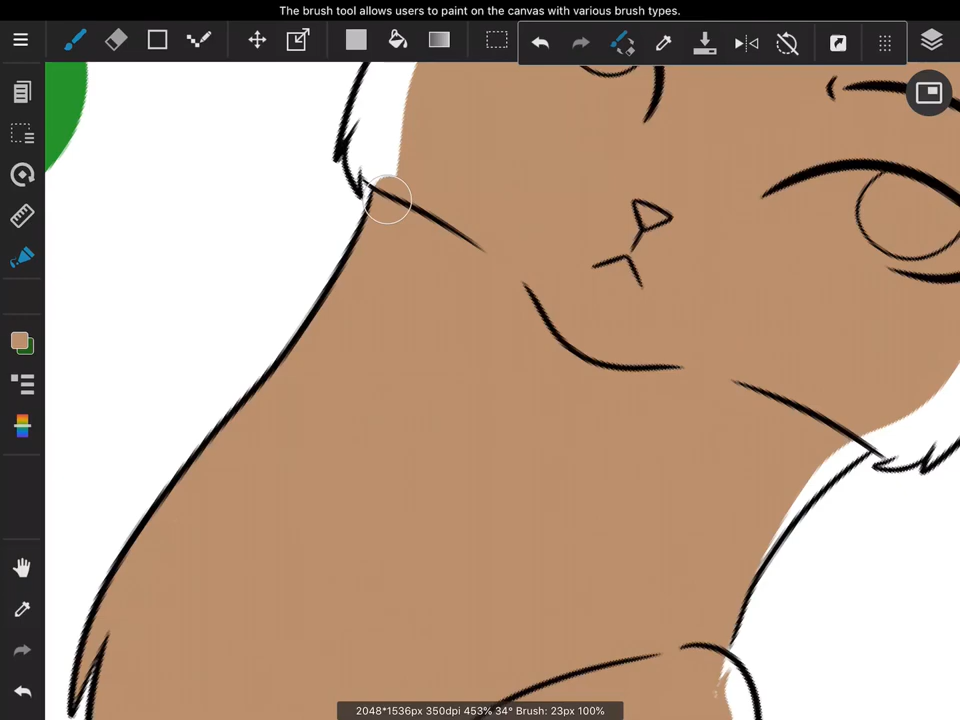 The brush tool allows users to paint on the canvas with various brush types.
2048*1536px 350dpi 453% 34° Brush: 23px 100%